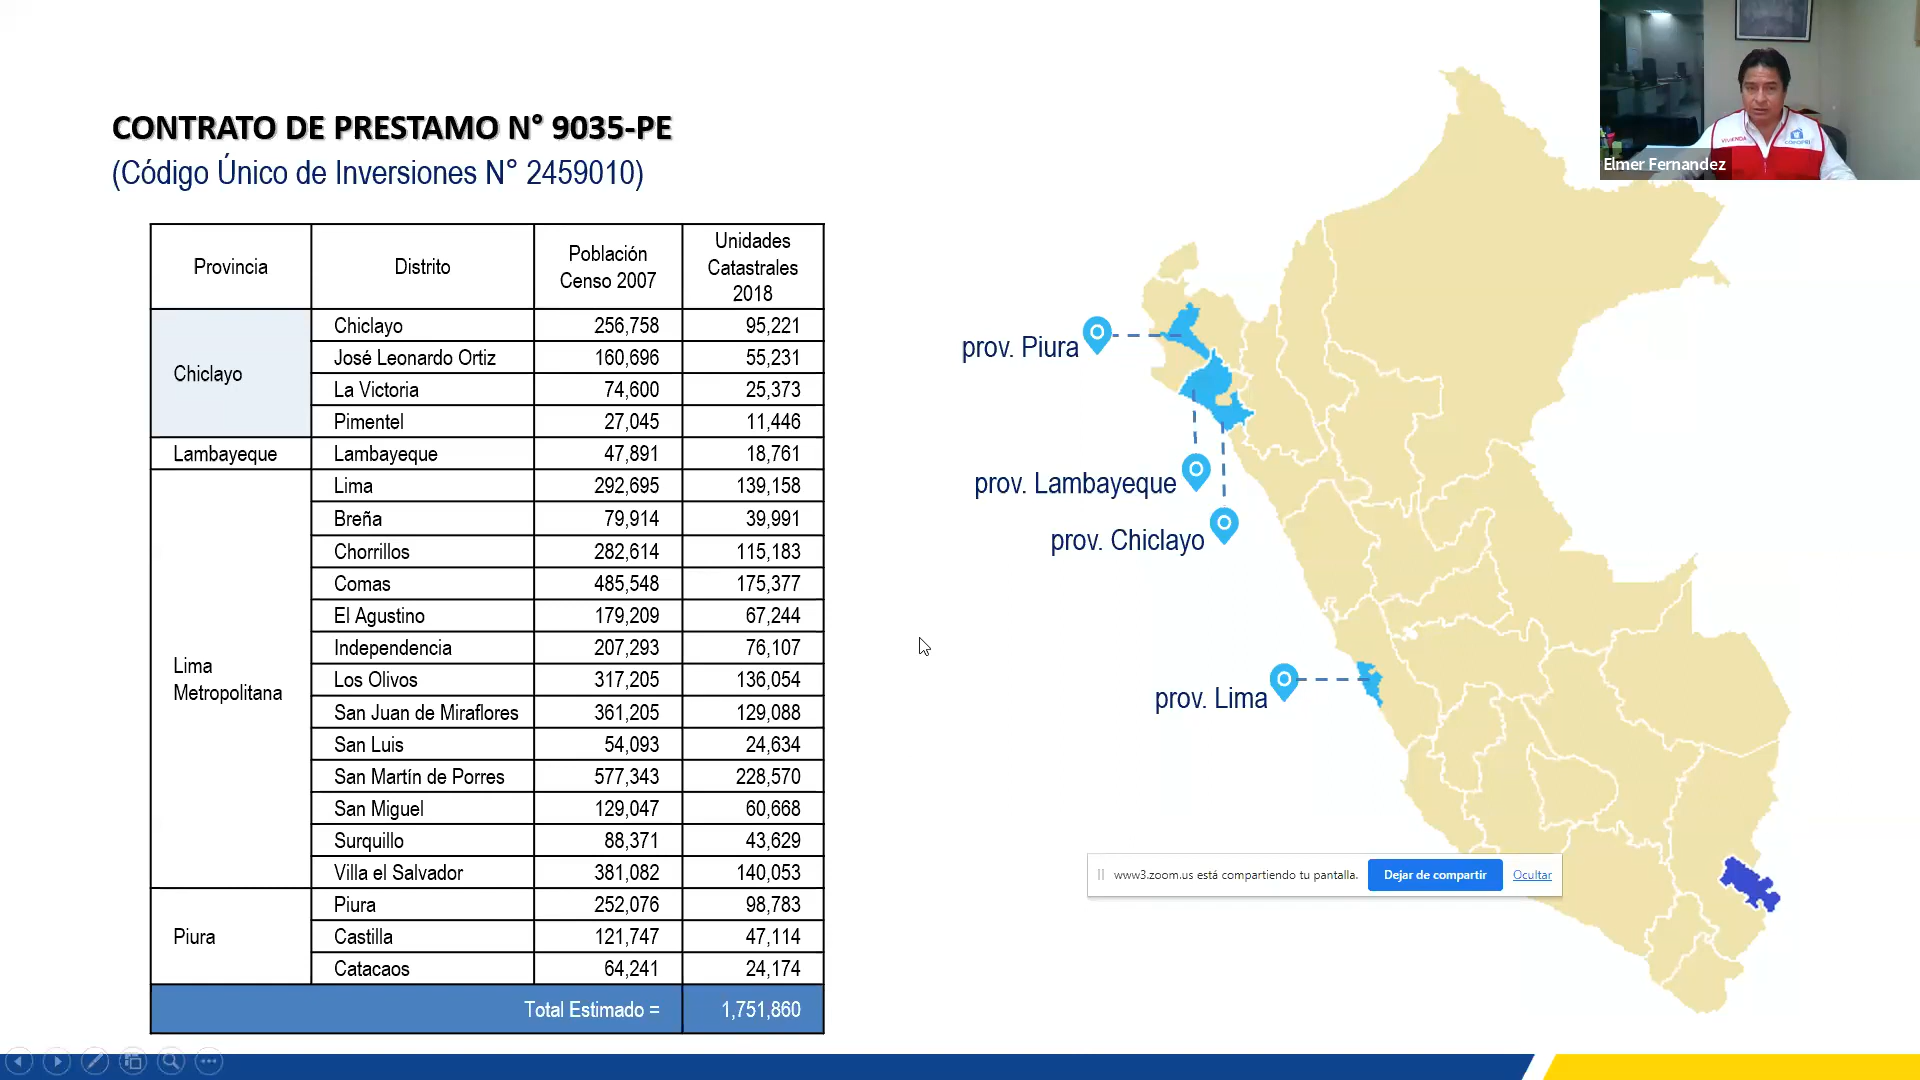 CONTRATO DE PRESTAMO N° 9035-PE
(Código Único de Inversiones N° 2459010)
Provincia Distrito Población Censo 2007 Unidades Catastrales 2018
Chiclayo
Chiclayo 256,758 95,221
José Leonardo Ortiz 160,696 55,231
La Victoria 74,600 25,373
Pimentel 27,045 11,446
Lambayeque Lambayeque 47,891 18,761
Lima
Metropolitana
Lima 292,695 139,158
Breña 79,914 39,991
Chorrillos 282,614 115,183
Comas 485,548 175,377
El Agustino 179,209 67,244
Independencia 207,293 76,107
Los Olivos 317,205 136,054
San Juan de Miraflores 361,205 129,088
San Luis 54,093 24,634
San Martín de Porres 577,343 228,570
San Miguel 129,047 60,668
Surquillo 88,371 43,629
Villa el Salvador 381,082 140,053
Piura
Piura 252,076 98,783
Castilla 121,747 47,114
Catacaos 64,241 24,174
Total Estimado = 1,751,860
prov. Piura
prov. Lambayeque
prov. Chiclayo
prov. Lima
www3.zoom.us está compartiendo tu pantalla. Dejar de compartir Ocultar
VIVIENDA
COFOPRI
Elmer Fernandez